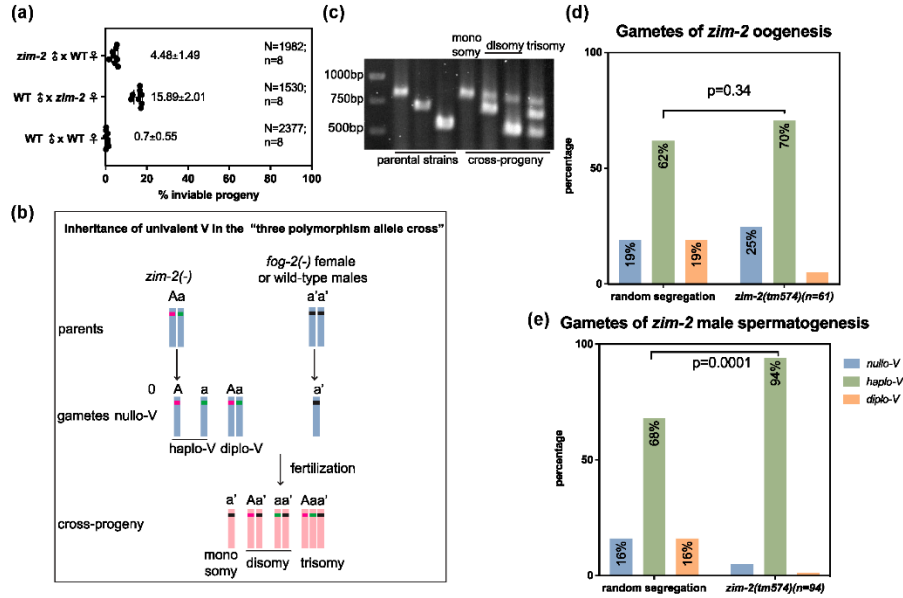 (a)
zim-2 ♂ x WT ♀
4.48±1.49
N=1982;
n=8
WT ♂ x zim-2 ♀
15.89±2.01
N=1530;
n=8
WT ♂ x WT ♀
0.7±0.55
N=2377;
n=8
0 20 40 60 80 100
% inviable progeny
(c)
mono
somy
disomy
trisomy
1000bp
750bp
500bp
parental strains
cross-progeny
(b)
Inheritance of univalent V in the "three polymorphism allele cross"
zim-2(-)
fog-2(-) female
or wild-type males
Aa
a'a'
parents
0 A a Aa a'
gametes nullo-V
haplo-V diplo-V
fertilization
a' Aa' aa' Aaa'
cross-progeny
mono
somy
disomy
trisomy
(d)
Gametes of zim-2 oogenesis
100
50
0
percentage
p=0.34
19%
62%
19%
25%
70%
random segregation
zim-2(tm574)(n=61)
(e)
Gametes of zim-2 male spermatogenesis
100
50
0
percentage
p=0.0001
16%
68%
16%
94%
random segregation
zim-2(tm574)(n=94)
nullo-V
haplo-V
diplo-V